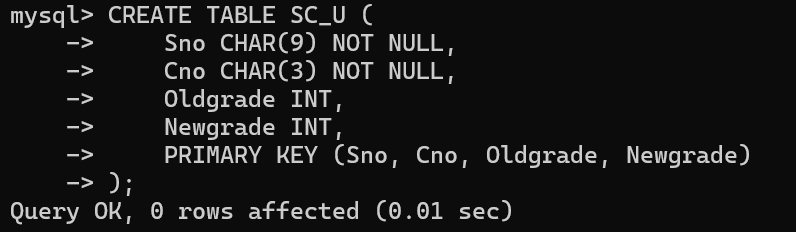 mysql> CREATE TABLE SC_U (
    ->     Sno CHAR(9) NOT NULL,
    ->     Cno CHAR(3) NOT NULL,
    ->     Oldgrade INT,
    ->     Newgrade INT,
    ->     PRIMARY KEY (Sno, Cno, Oldgrade, Newgrade)
    -> );
Query OK, 0 rows affected (0.01 sec)